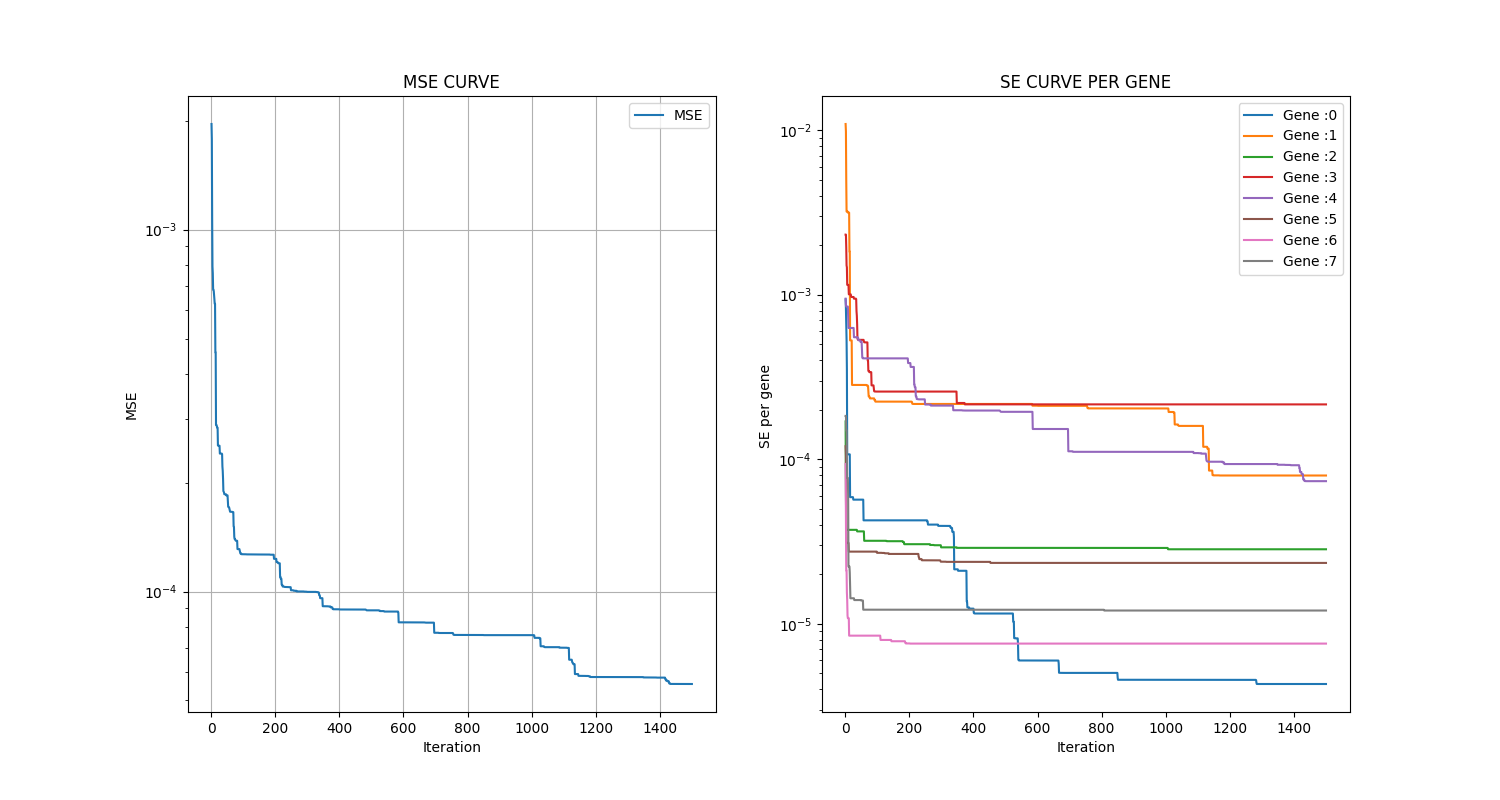 MSE CURVE
MSE
10⁻³
10⁻⁴
MSE
0 200 400 600 800 1000 1200 1400
Iteration
SE CURVE PER GENE
Gene :0
Gene :1
Gene :2
Gene :3
Gene :4
Gene :5
Gene :6
Gene :7
10⁻²
10⁻³
10⁻⁴
10⁻⁵
SE per gene
0 200 400 600 800 1000 1200 1400
Iteration